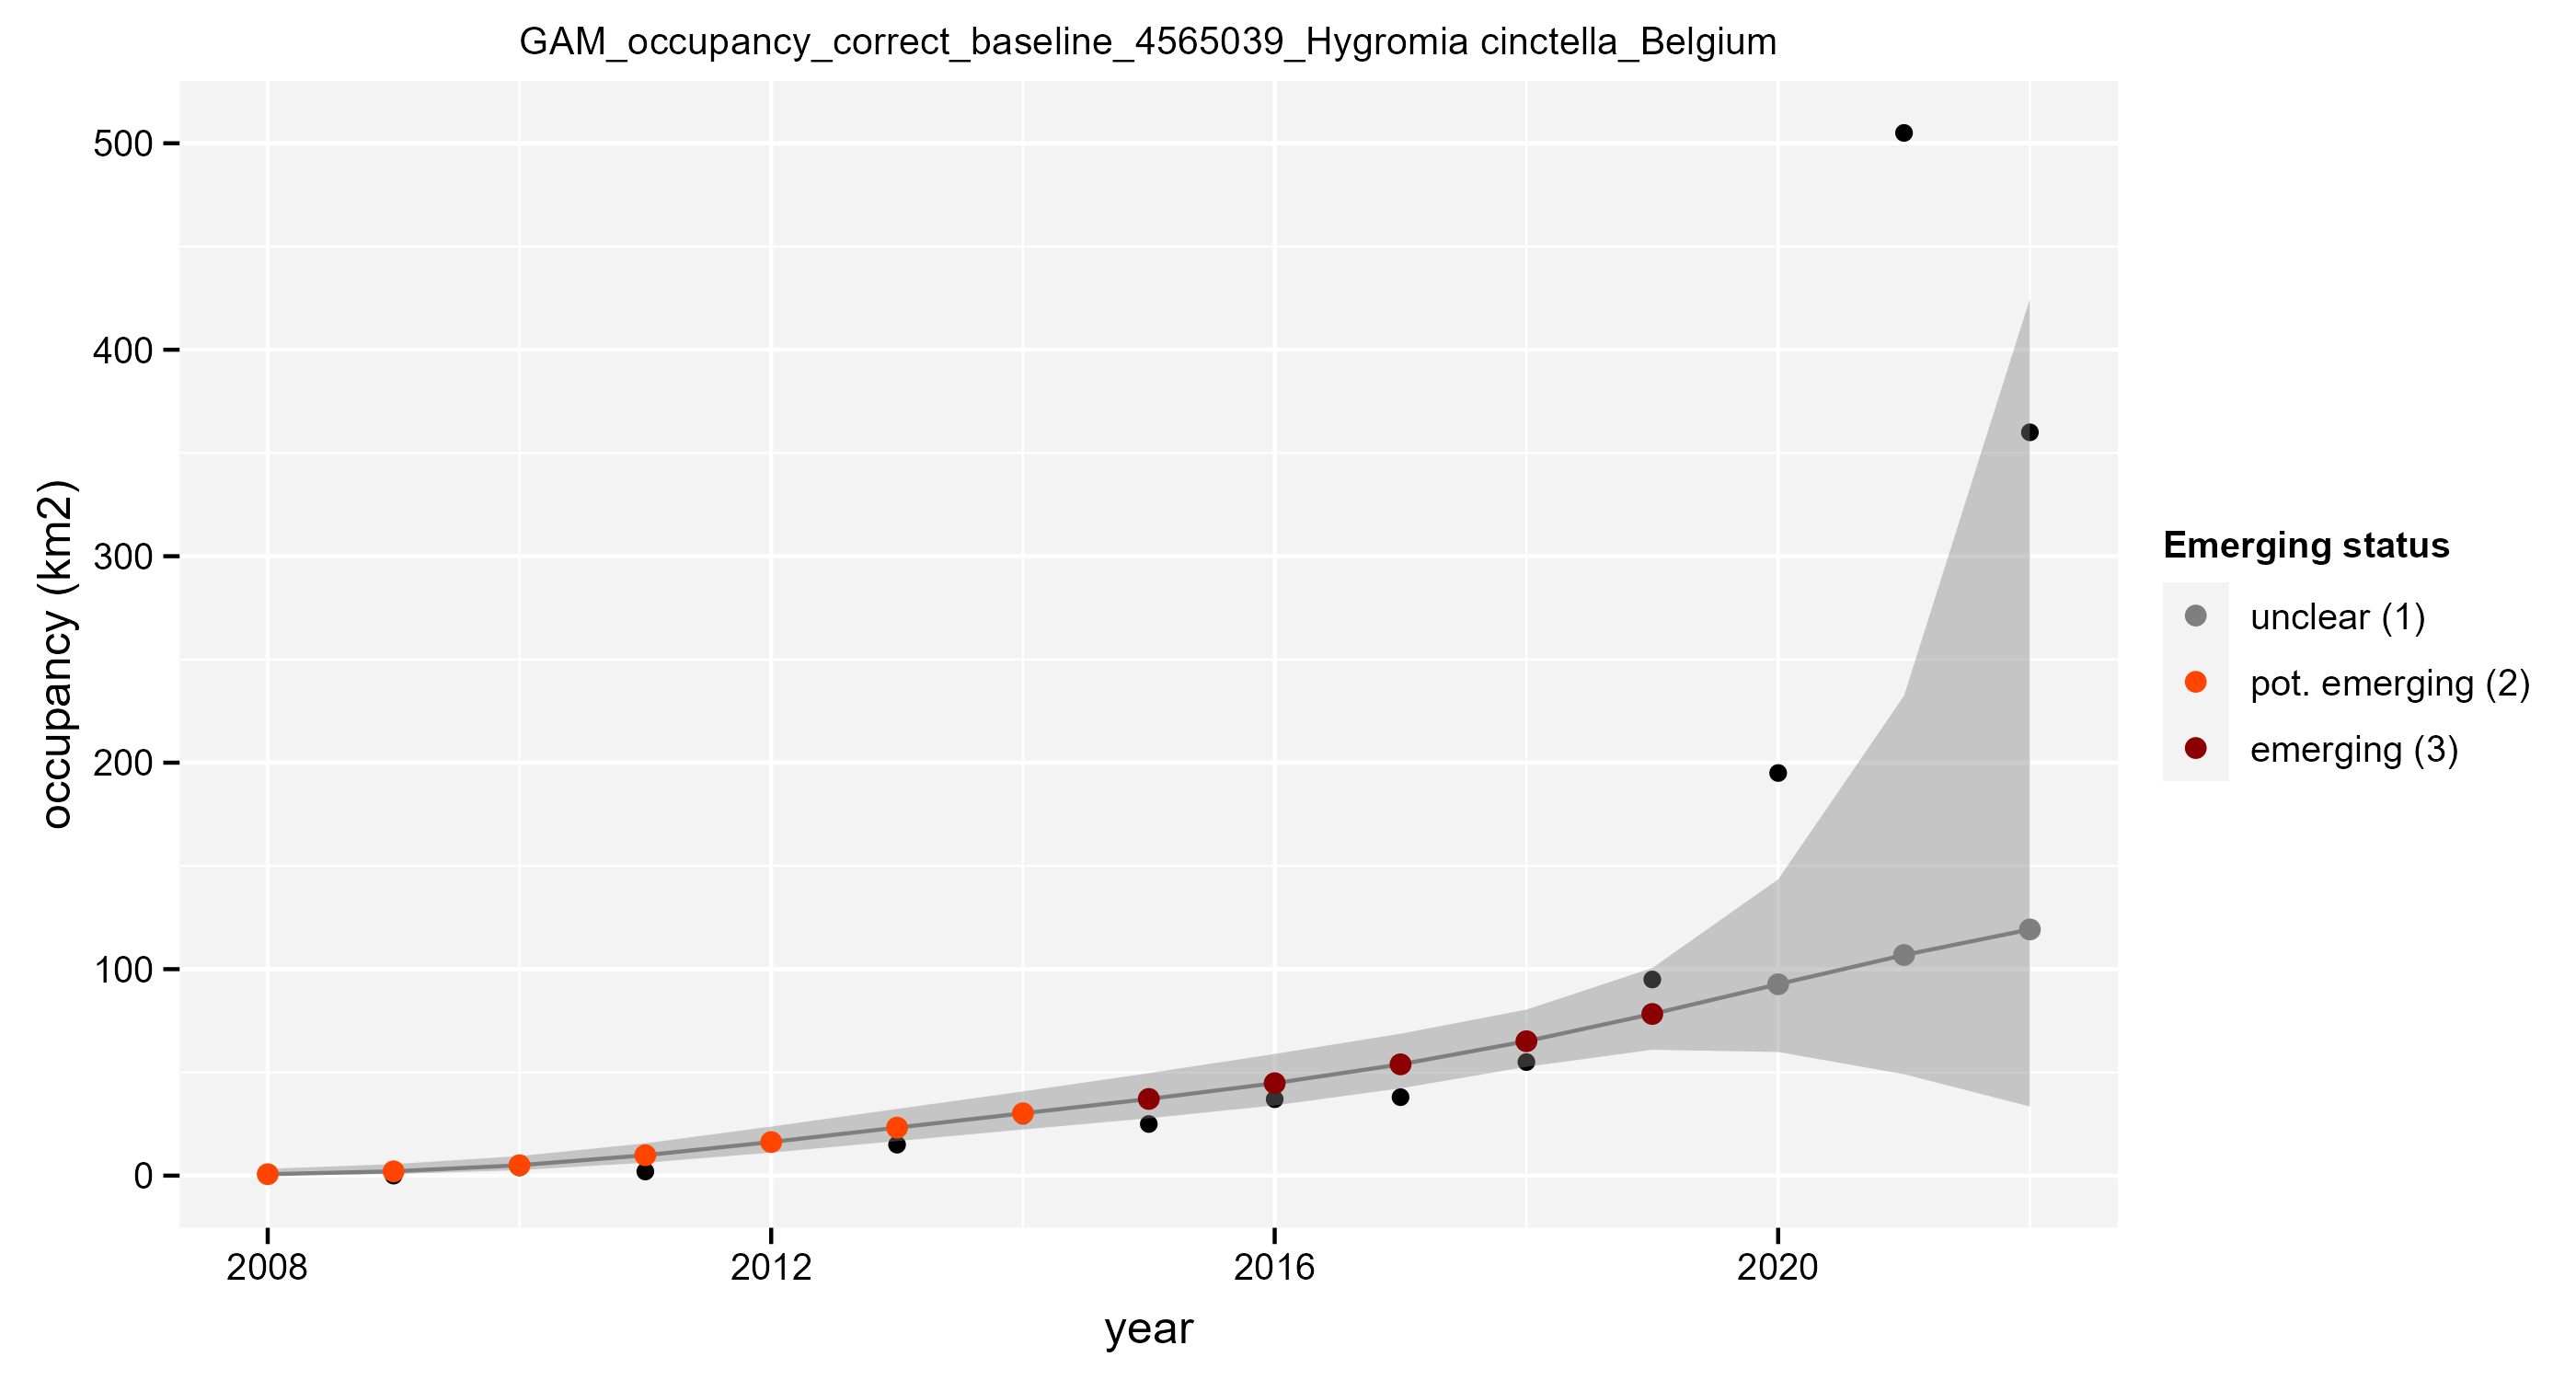 GAM_occupancy_correct_baseline_4565039_Hygromia cinctella_Belgium
occupancy (km2)
500
400
300
200
100
0
2008
2012
2016
2020
year
Emerging status
unclear (1)
pot. emerging (2)
emerging (3)